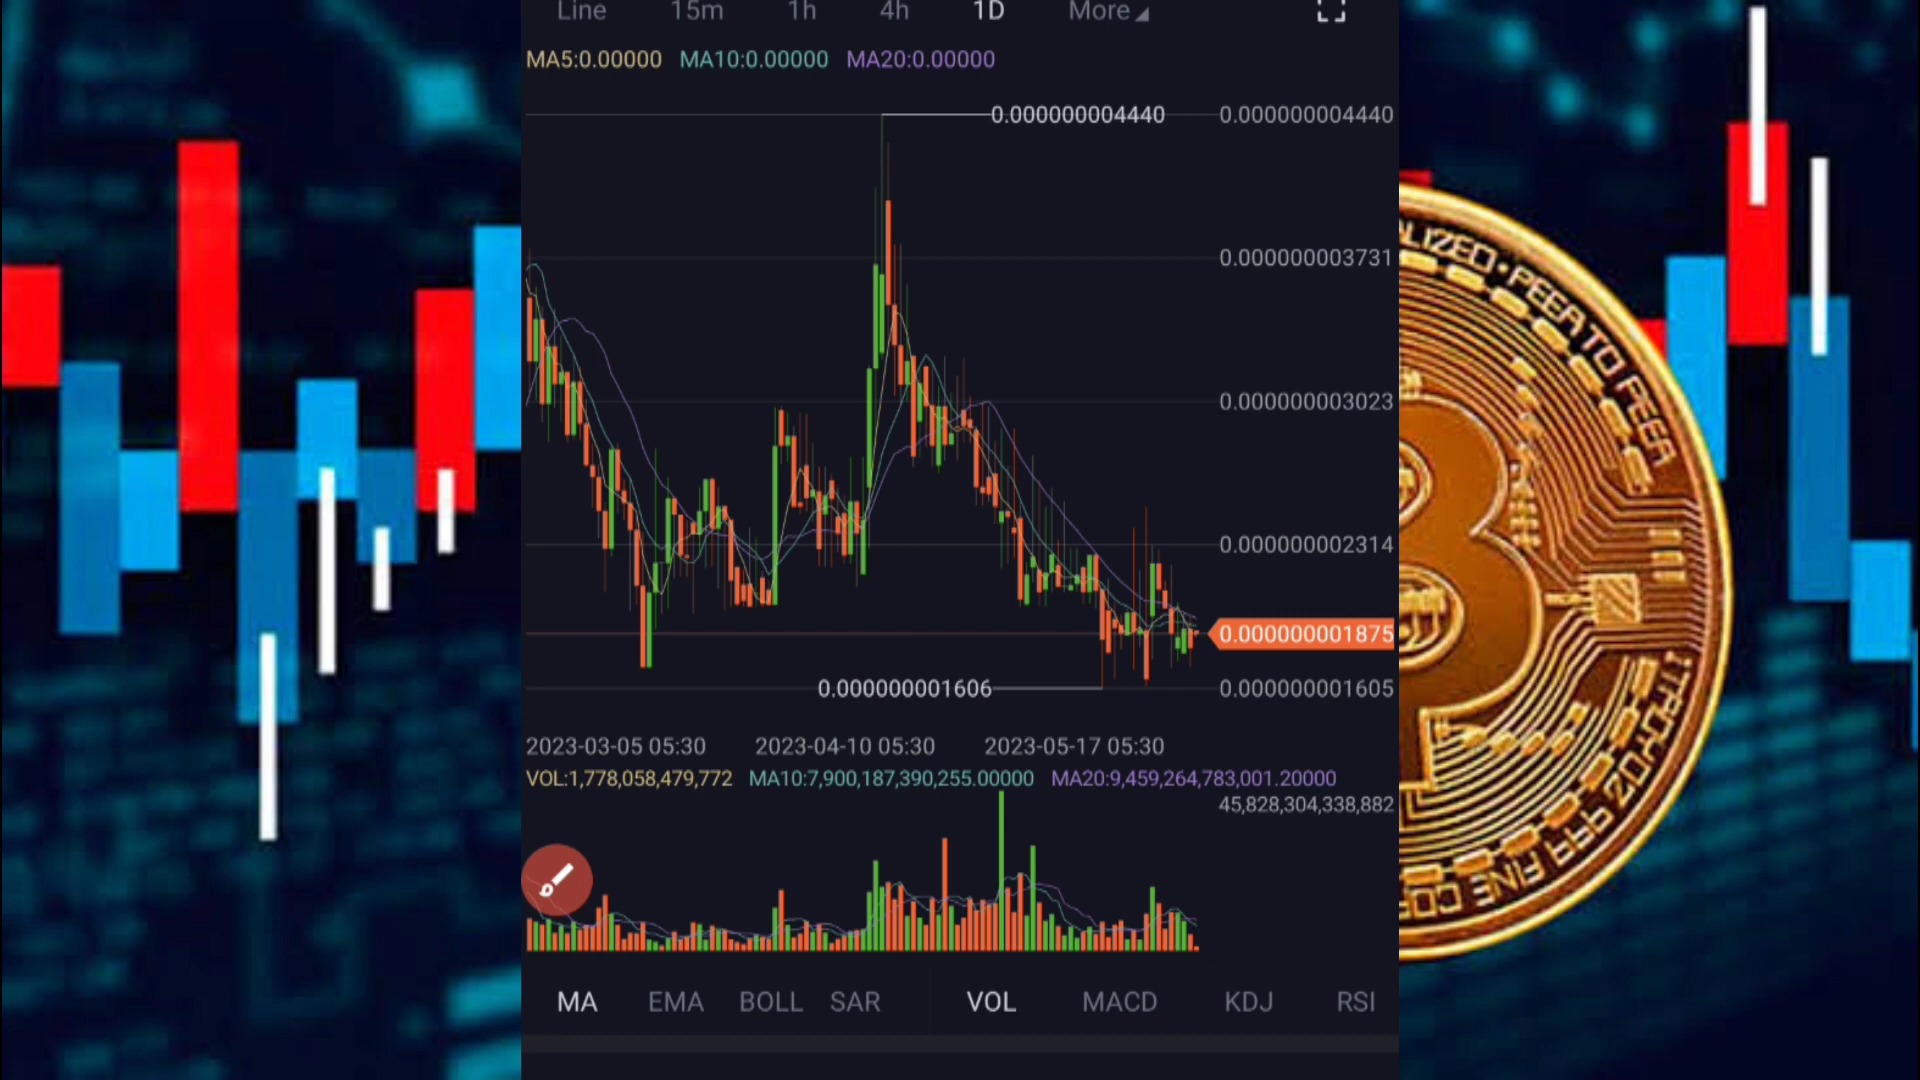 Line 15m 1h 4h 1D More
MA5:0.00000 MA10:0.00000 MA20:0.00000
0.000000004440 0.000000004440
0.000000003731
0.000000003023
0.000000002314
0.000000001875
0.000000001606 0.000000001605
2023-03-05 05:30 2023-04-10 05:30 2023-05-17 05:30
VOL:1,778,058,479,772 MA10:7,900,187,390,255.00000 MA20:9,459,264,783,001.20000
45,828,304,338,882
MA EMA BOLL SAR VOL MACD KDJ RSI
PEER TO PEER